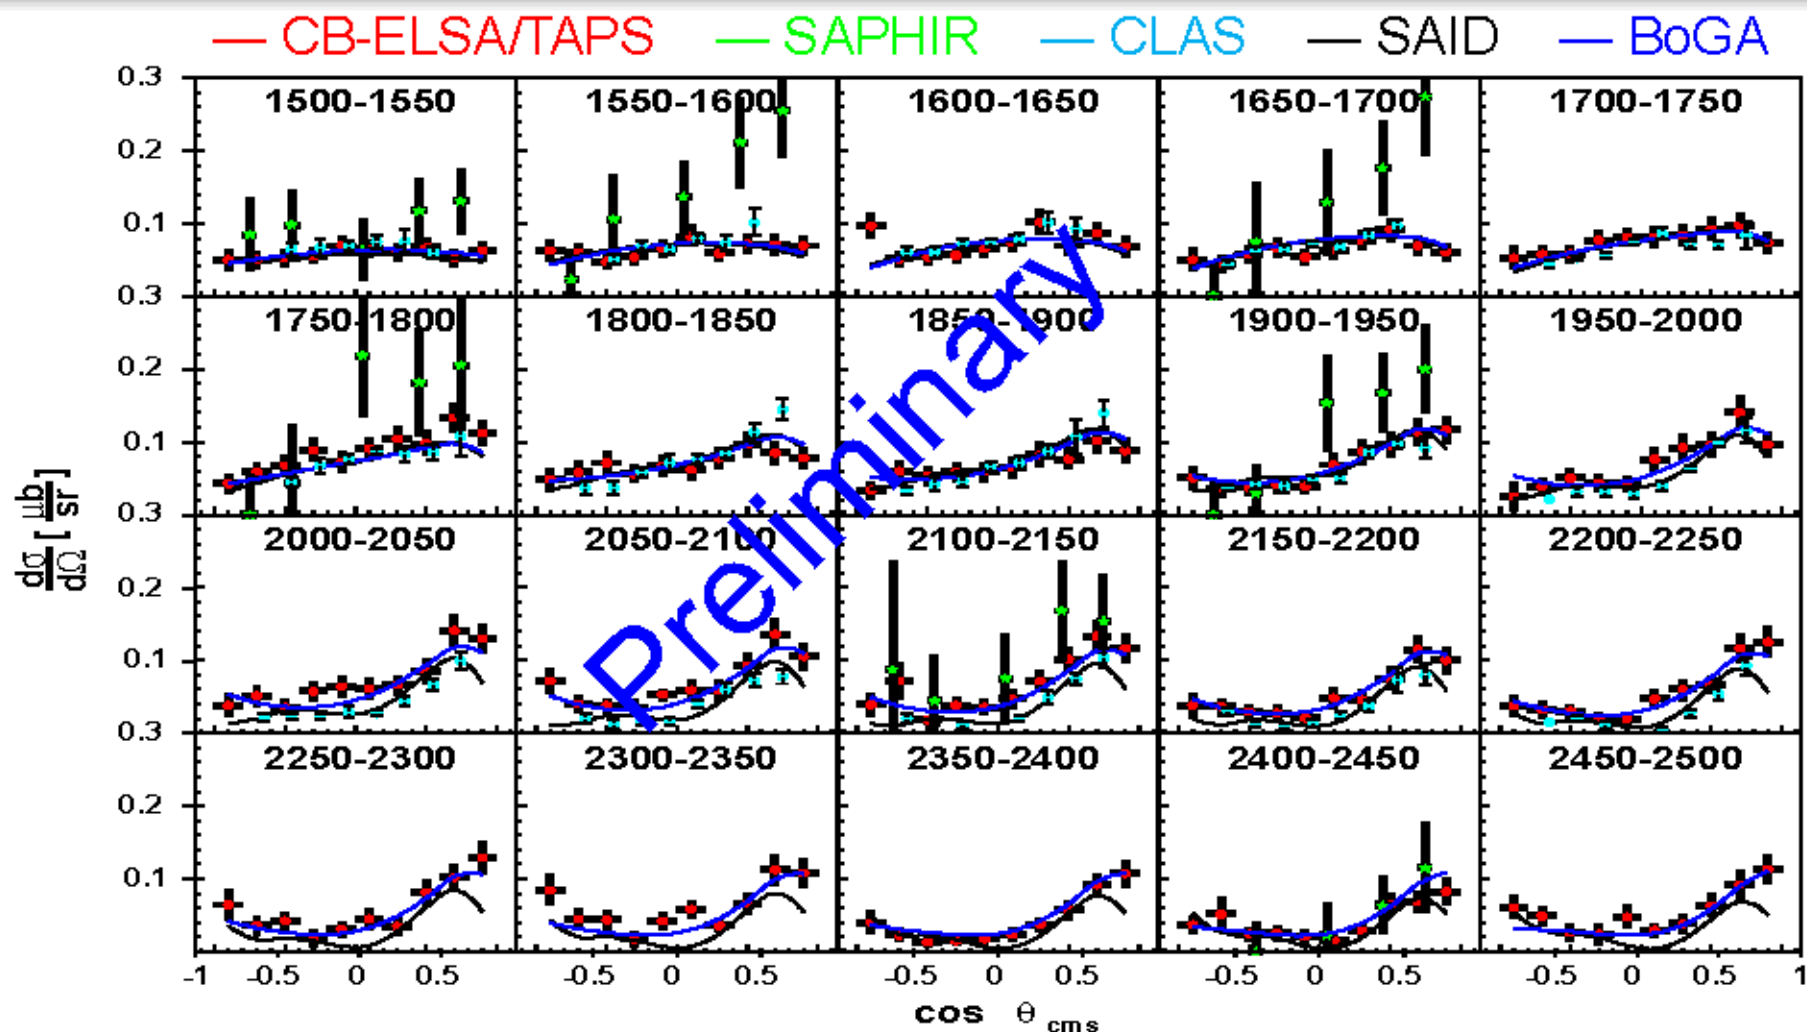 CB-ELSA/TAPS SAPHIR CLAS SAID BoGA
0.3 1500-1550 1550-1600 1600-1650 1650-1700 1700-1750
0.2
0.1
0.3 1750-1800 1800-1850 1850-1900 1900-1950 1950-2000
0.2
0.1
0.3 2000-2050 2050-2100 2100-2150 2150-2200 2200-2250
0.2
0.1
0.3 2250-2300 2300-2350 2350-2400 2400-2450 2450-2500
0.2
0.1
-1 -0.5 0 0.5 -0.5 0 0.5 -0.5 0 0.5 -0.5 0 0.5 -0.5 0 0.5 1
cos θ cms
dσ/dΩ [μb/sr]
Preliminary